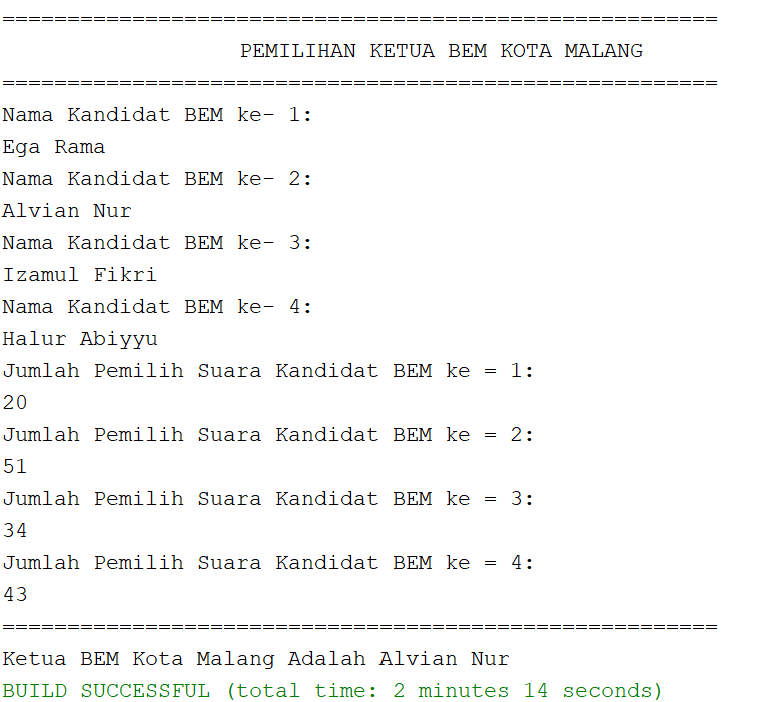 =======================================================
PEMILIHAN KETUA BEM KOTA MALANG
=======================================================
Nama Kandidat BEM ke- 1:
Ega Rama
Nama Kandidat BEM ke- 2:
Alvian Nur
Nama Kandidat BEM ke- 3:
Izamul Fikri
Nama Kandidat BEM ke- 4:
Halur Abiyyu
Jumlah Pemilih Suara Kandidat BEM ke = 1:
20
Jumlah Pemilih Suara Kandidat BEM ke = 2:
51
Jumlah Pemilih Suara Kandidat BEM ke = 3:
34
Jumlah Pemilih Suara Kandidat BEM ke = 4:
43
=======================================================
Ketua BEM Kota Malang Adalah Alvian Nur
BUILD SUCCESSFUL (total time: 2 minutes 14 seconds)